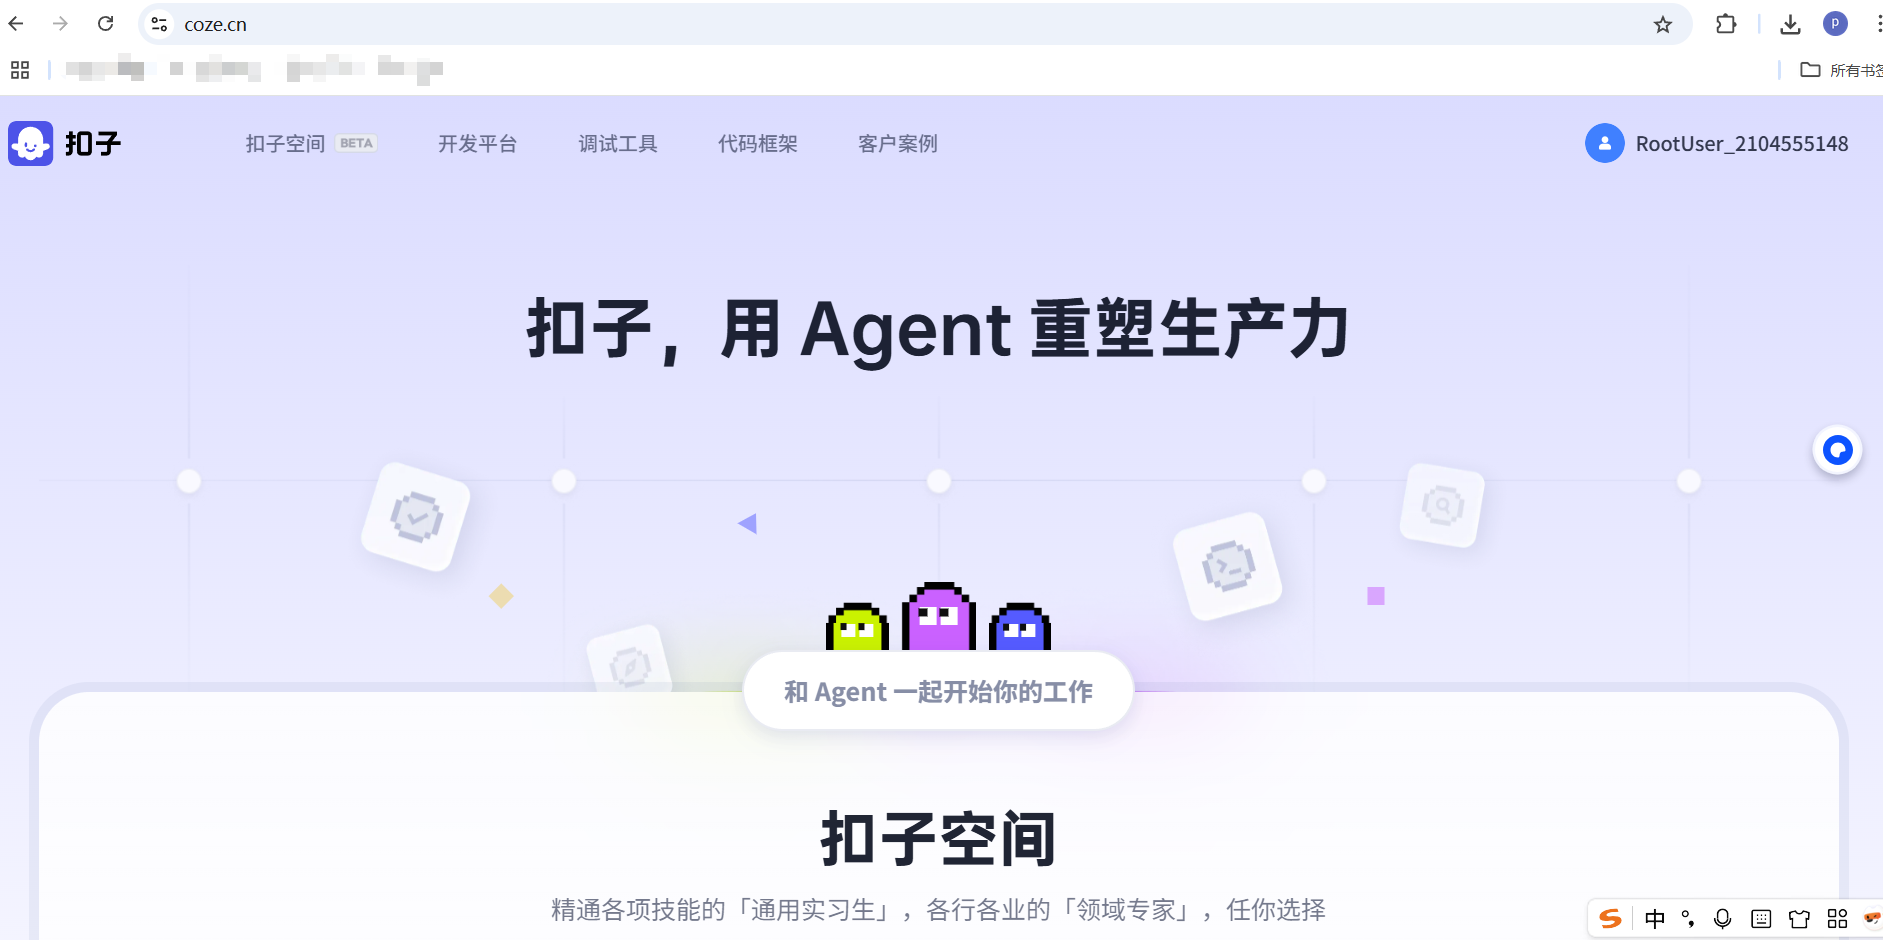 coze.cn
P
所有书签
扣子
扣子空间 BETA 开发平台 调试工具 代码框架 客户案例
RootUser_2104555148
扣子，用 Agent 重塑生产力
和 Agent 一起开始你的工作
扣子空间
精通各项技能的「通用实习生」，各行各业的「领域专家」，任你选择
中